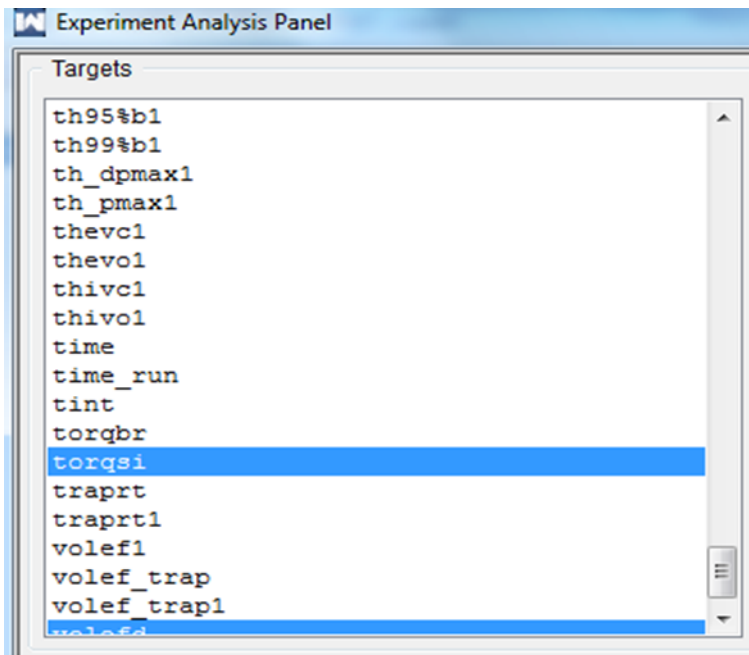 Experiment Analysis Panel
Targets
th95%b1
th99%b1
th_dpmax1
th_pmax1
thevc1
thevo1
thivc1
thivo1
time
time_run
tint
torqbr
torqsi
traprt
traprt1
volef1
volef_trap
volef_trap1
volefd